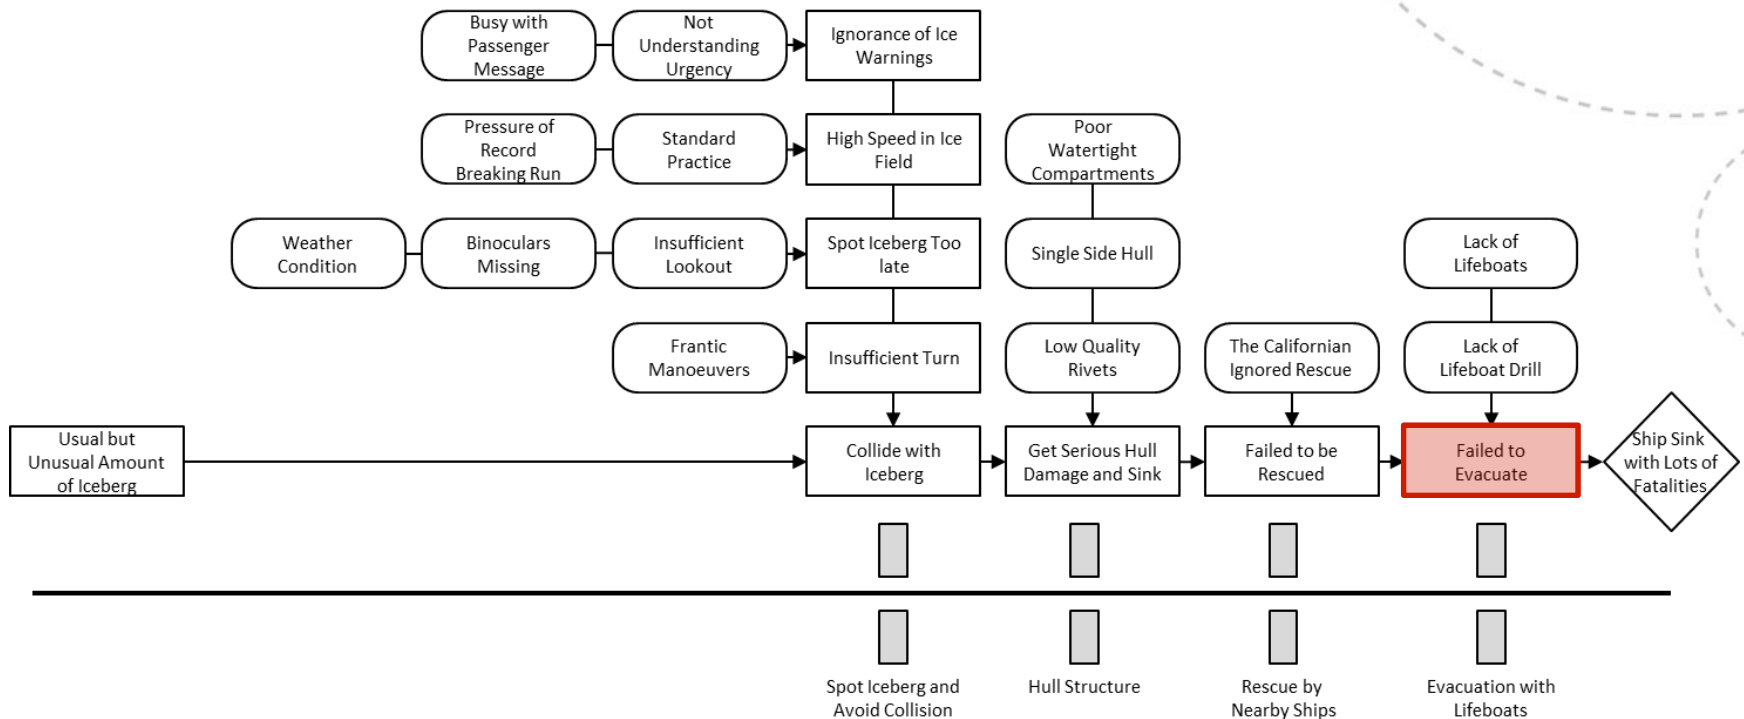 Busy with
Passenger
Message
Not
Understanding
Urgency
Ignorance of Ice
Warnings
Pressure of
Record
Breaking Run
Standard
Practice
High Speed in Ice
Field
Poor
Watertight
Compartments
Weather
Condition
Binoculars
Missing
Insufficient
Lookout
Spot Iceberg Too
late
Single Side Hull
Lack of
Lifeboats
Frantic
Manoeuvers
Insufficient Turn
Low Quality
Rivets
The Californian
Ignored Rescue
Lack of
Lifeboat Drill
Usual but
Unusual Amount
of Iceberg
Collide with
Iceberg
Get Serious Hull
Damage and Sink
Failed to be
Rescued
Failed to
Evacuate
Ship Sink
with Lots of
Fatalities
Spot Iceberg and
Avoid Collision
Hull Structure
Rescue by
Nearby Ships
Evacuation with
Lifeboats